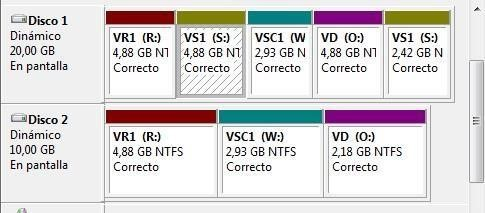 Disco 1
Dinámico
20,00 GB
En pantalla
VR1 (R:)
4,88 GB NT
Correcto
VS1 (S:)
4,88 GB NT
Correcto
VSC1 (W
2,93 GB N
Correcto
VD (O:)
4,88 GB NT
Correcto
VS1 (S:)
2,42 GB N
Correcto
Disco 2
Dinámico
10,00 GB
En pantalla
VR1 (R:)
4,88 GB NTFS
Correcto
VSC1 (W:)
2,93 GB NTFS
Correcto
VD (O:)
2,18 GB NTFS
Correcto